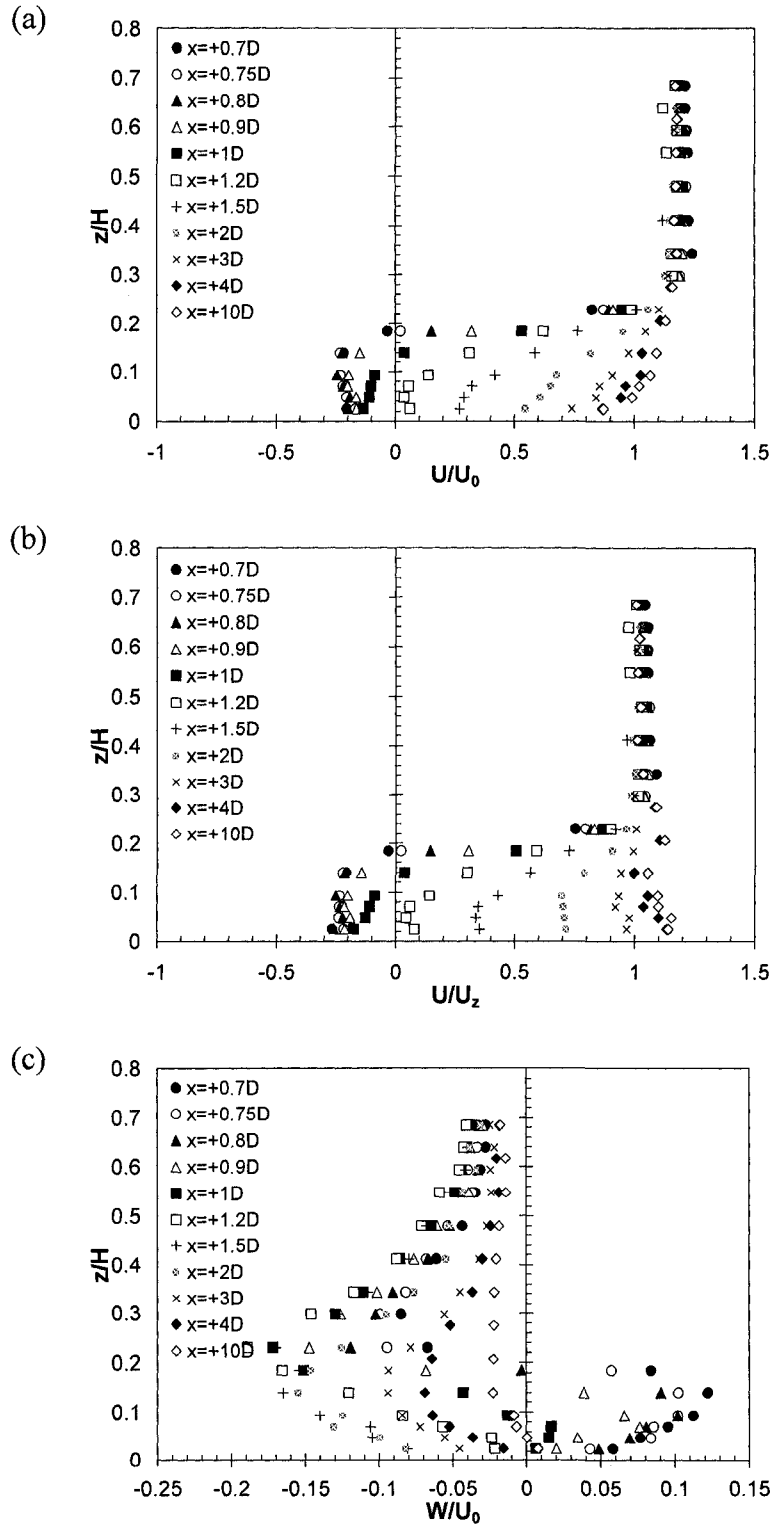 (a)
0.8
0.7
0.6
0.5
0.4
0.3
0.2
0.1
0
z/H
x=+0.7D
x=+0.75D
x=+0.8D
x=+0.9D
x=+1D
x=+1.2D
x=+1.5D
x=+2D
x=+3D
x=+4D
x=+10D
-1 -0.5 0 0.5 1 1.5
U/U0
(b)
0.8
0.7
0.6
0.5
0.4
0.3
0.2
0.1
0
z/H
x=+0.7D
x=+0.75D
x=+0.8D
x=+0.9D
x=+1D
x=+1.2D
x=+1.5D
x=+2D
x=+3D
x=+4D
x=+10D
-1 -0.5 0 0.5 1 1.5
U/Uz
(c)
0.8
0.7
0.6
0.5
0.4
0.3
0.2
0.1
0
z/H
x=+0.7D
x=+0.75D
x=+0.8D
x=+0.9D
x=+1D
x=+1.2D
x=+1.5D
x=+2D
x=+3D
x=+4D
x=+10D
-0.25 -0.2 -0.15 -0.1 -0.05 0 0.05 0.1 0.15
W/U0